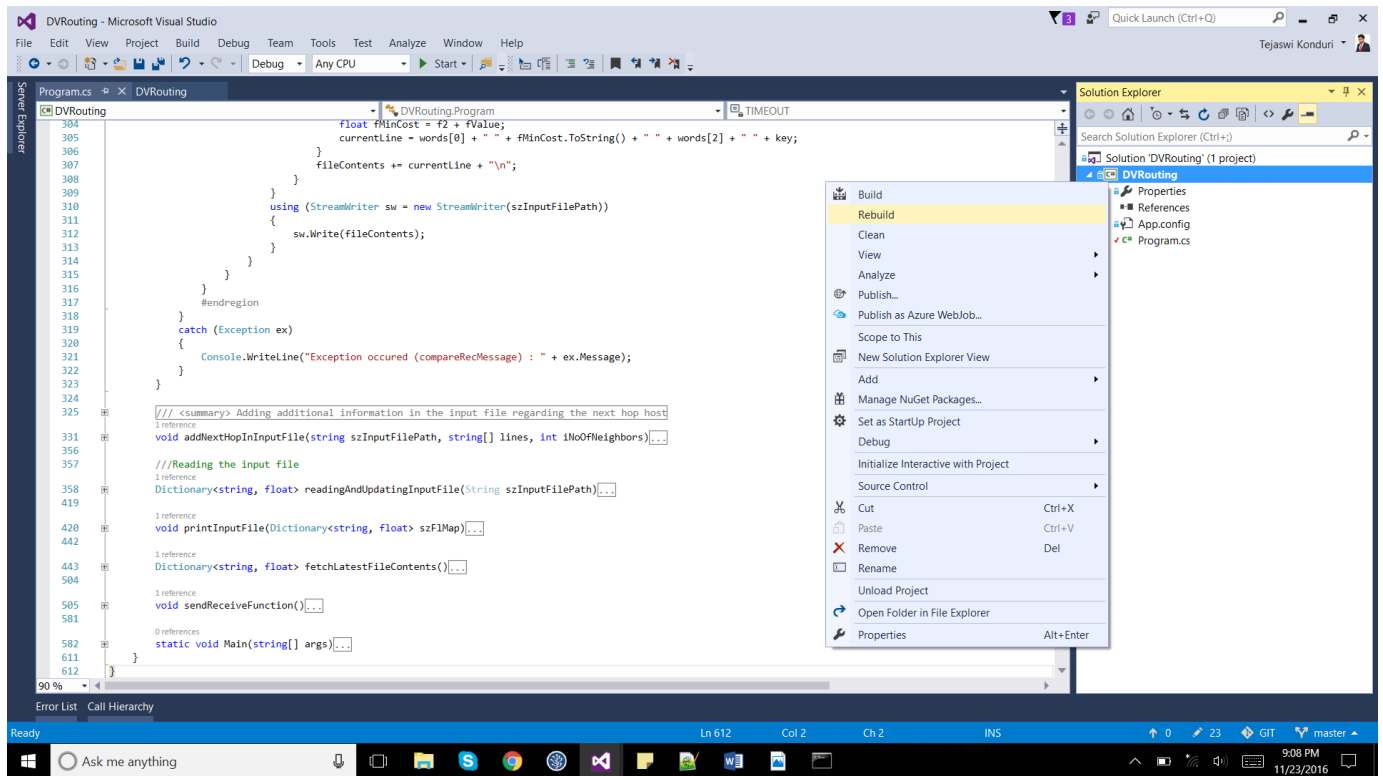 DVRouting - Microsoft Visual Studio
3
Quick Launch (Ctrl+Q)
File Edit View Project Build Debug Team Tools Test Analyze Window Help
Tejaswi Konduri
Debug Any CPU Start
Server Explorer
Program.cs DVRouting
DVRouting DVRouting.Program TIMEOUT
304 float fMinCost = f2 + fValue;
305 currentLine = words[0] + " " + fMinCost.ToString() + " " + words[2] + " " + key;
306 }
307 fileContents += currentLine + "\n";
308 }
309 }
310 using (StreamWriter sw = new StreamWriter(szInputFilePath))
311 {
312 sw.Write(fileContents);
313 }
314 }
315 }
316 }
317 #endregion
318 }
319 catch (Exception ex)
320 {
321 Console.WriteLine("Exception occured (compareRecMessage) : " + ex.Message);
322 }
323 }
324
325 /// <summary> Adding additional information in the input file regarding the next hop host
1 reference
331 void addNextHopInInputFile(string szInputFilePath, string[] lines, int iNoOfNeighbors)...
356
357 ///Reading the input file
1 reference
358 Dictionary<string, float> readingAndUpdatingInputFile(String szInputFilePath)...
419
1 reference
420 void printInputFile(Dictionary<string, float> szFlMap)...
442
1 reference
443 Dictionary<string, float> fetchLatestFileContents()...
504
1 reference
505 void sendReceiveFunction()...
581
0 references
582 static void Main(string[] args)...
611 }
612 }
90 %
Build
Rebuild
Clean
View
Analyze
Publish...
Publish as Azure WebJob...
Scope to This
New Solution Explorer View
Add
Manage NuGet Packages...
Set as StartUp Project
Debug
Initialize Interactive with Project
Source Control
Cut Ctrl+X
Paste Ctrl+V
Remove Del
Rename
Unload Project
Open Folder in File Explorer
Properties Alt+Enter
Solution Explorer
Search Solution Explorer (Ctrl+;)
Solution 'DVRouting' (1 project)
C# DVRouting
Properties
References
App.config
C# Program.cs
Error List Call Hierarchy
Ready Ln 612 Col 2 Ch 2 INS 0 23 GIT master
Ask me anything
9:08 PM
11/23/2016